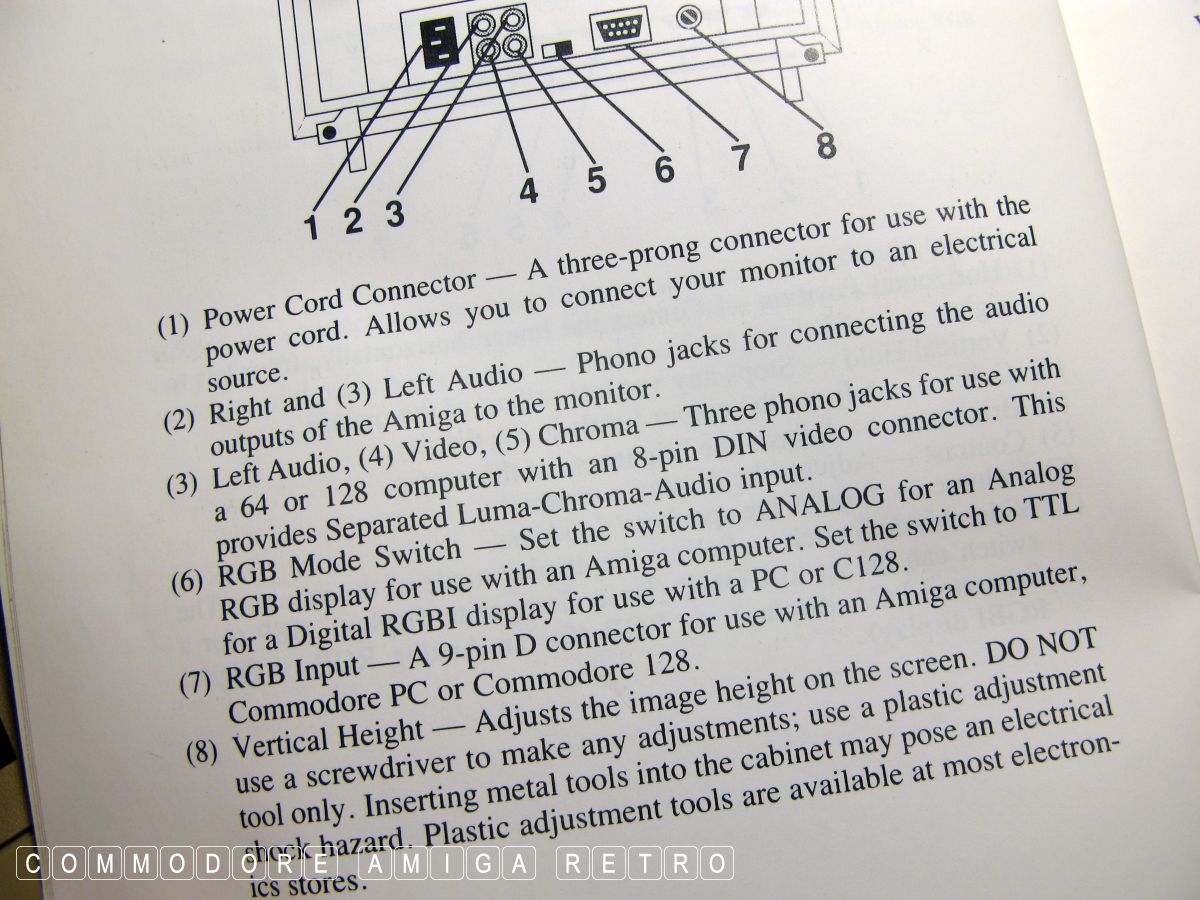 1 2 3 4 5 6 7 8
(1) Power Cord Connector — A three-prong connector for use with the
power cord. Allows you to connect your monitor to an electrical
source.
(2) Right and (3) Left Audio — Phono jacks for connecting the audio
outputs of the Amiga to the monitor.
(3) Left Audio, (4) Video, (5) Chroma — Three phono jacks for use with
a 64 or 128 computer with an 8-pin DIN video connector. This
provides Separated Luma-Chroma-Audio input.
(6) RGB Mode Switch — Set the switch to ANALOG for an Analog
RGB display for use with an Amiga computer. Set the switch to TTL
for a Digital RGBI display for use with a PC or C128.
(7) RGB Input — A 9-pin D connector for use with an Amiga computer,
Commodore PC or Commodore 128.
(8) Vertical Height — Adjusts the image height on the screen. DO NOT
use a screwdriver to make any adjustments; use a plastic adjustment
tool only. Inserting metal tools into the cabinet may pose an electrical
shock hazard. Plastic adjustment tools are available at most electron-
ics stores.
COMMODORE AMIGA RETRO